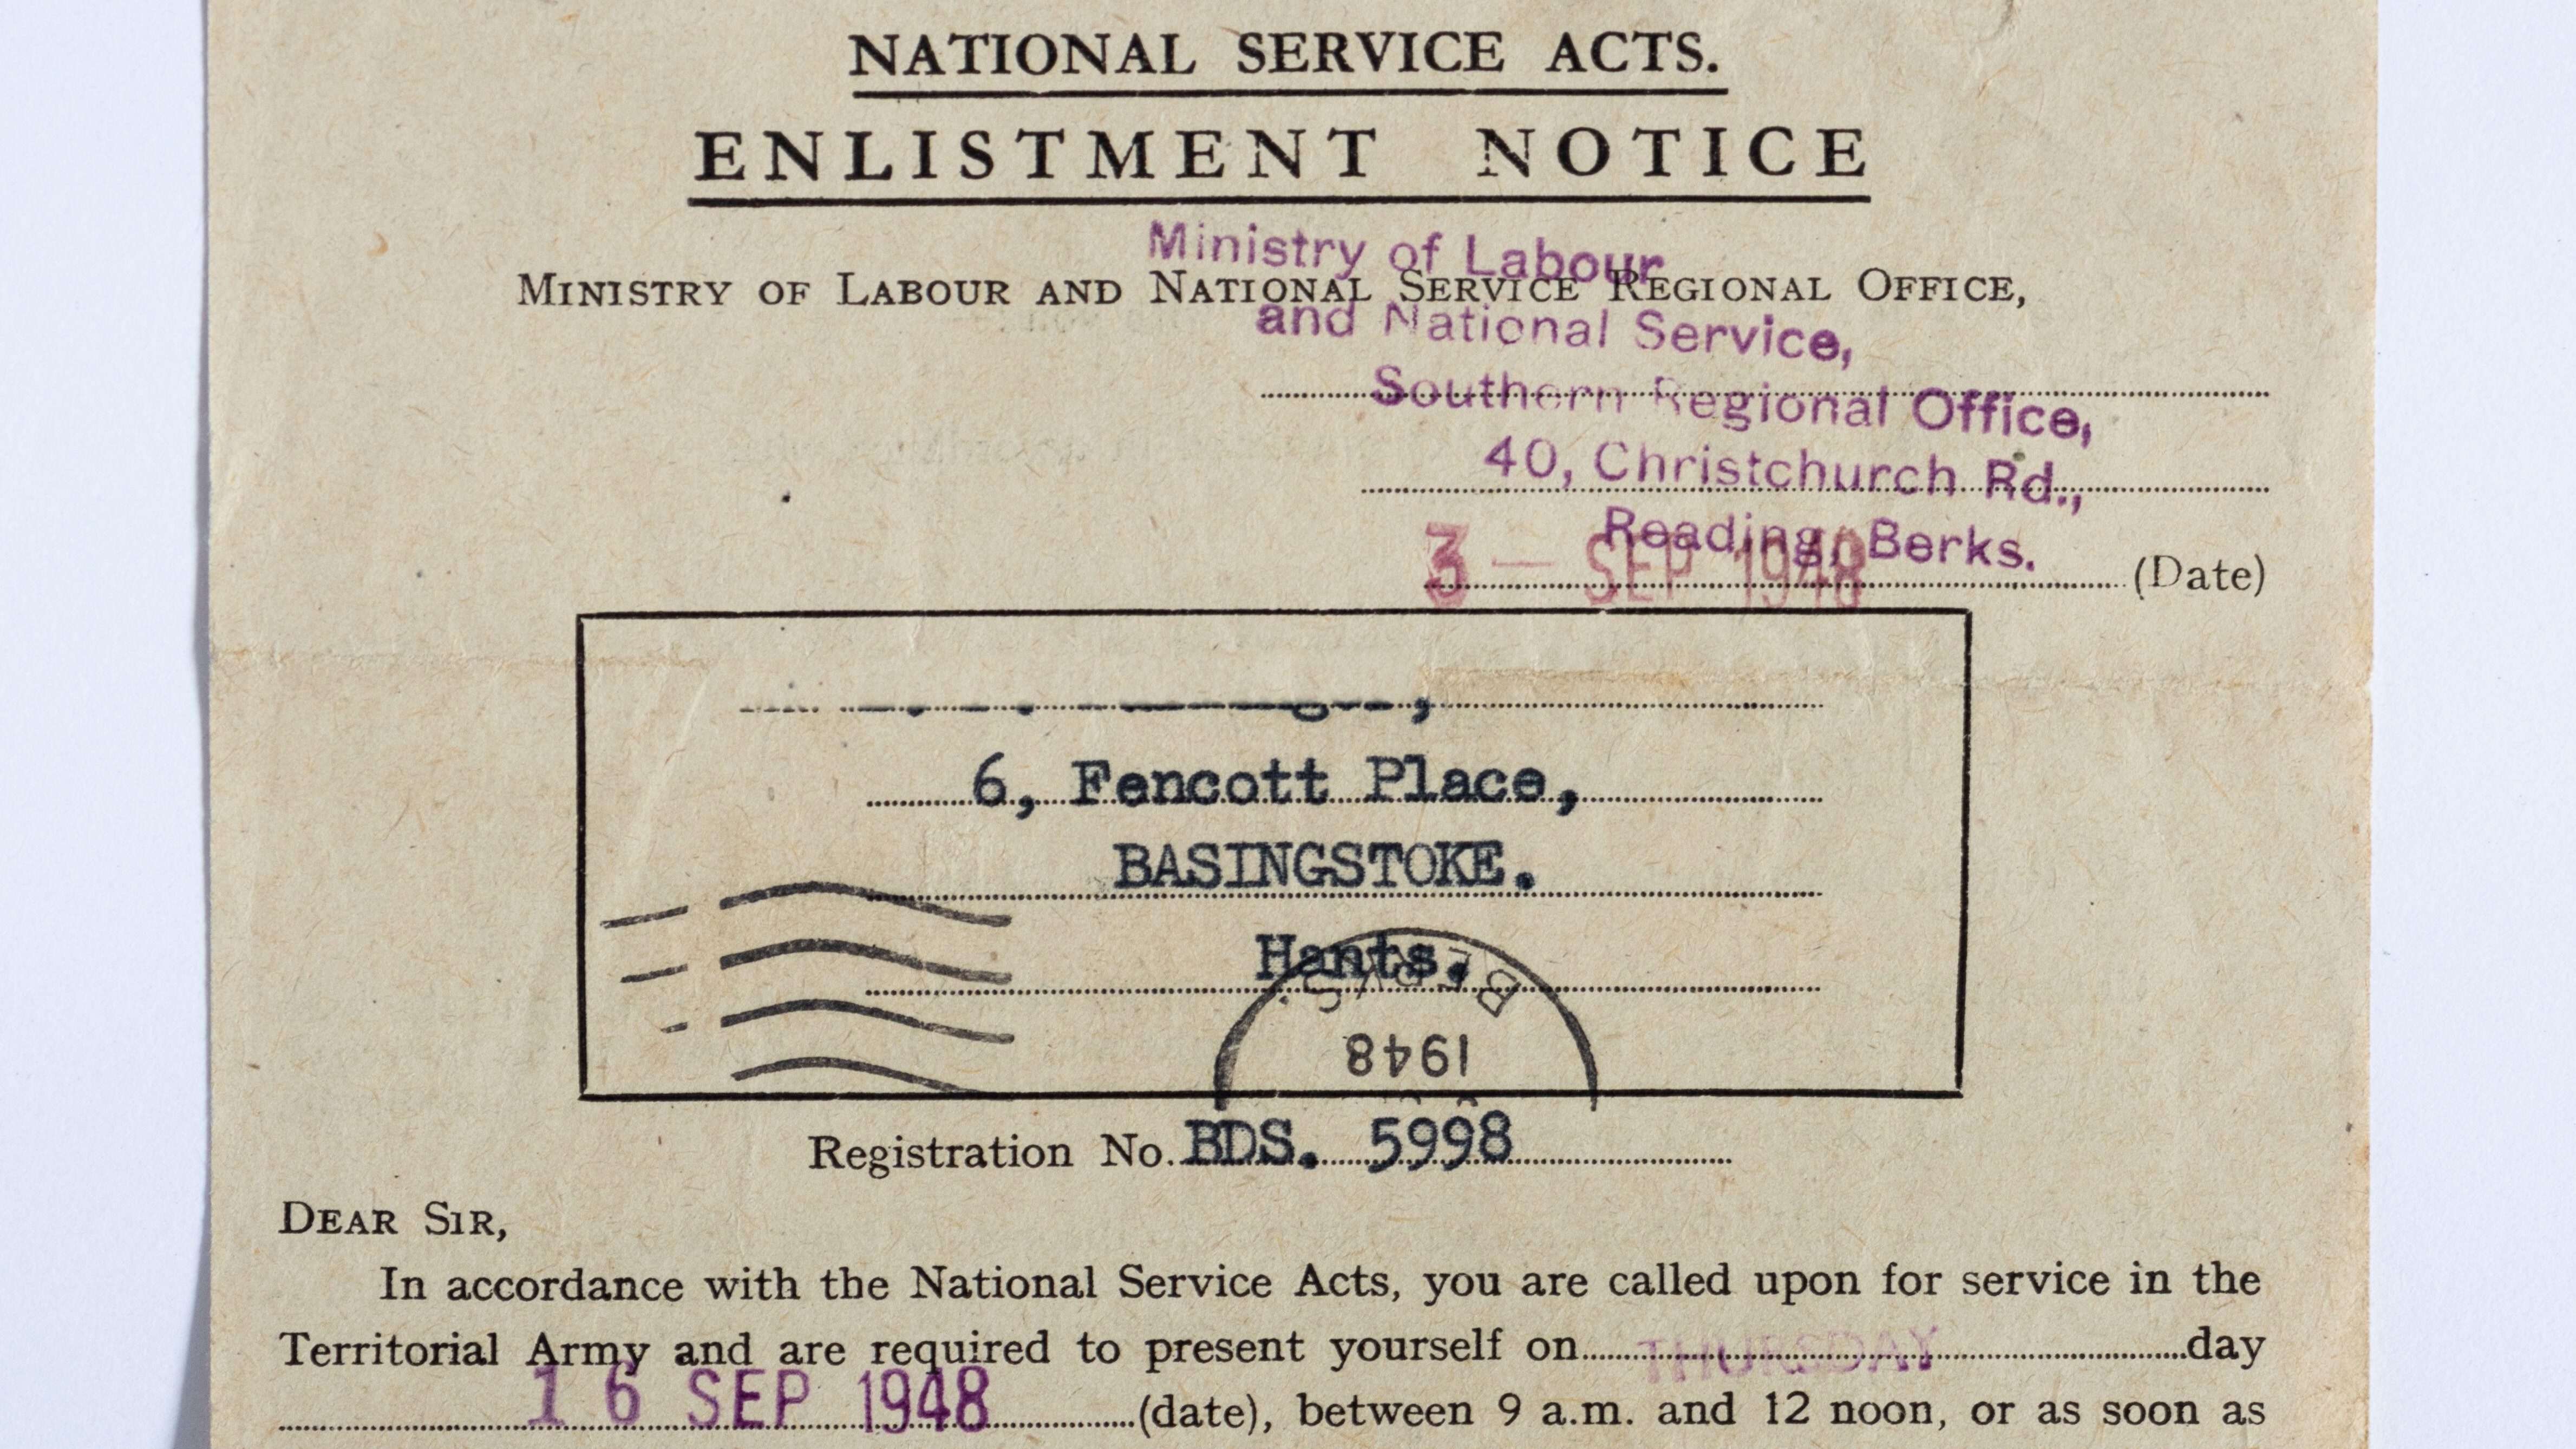 NATIONAL SERVICE ACTS.
ENLISTMENT NOTICE
Ministry of Labour
MINISTRY OF LABOUR AND NATIONAL SERVICE REGIONAL OFFICE,
and National Service,
Southern Regional Office,
40, Christchurch Rd.,
Reading, Berks.
3 — SEP 1948 (Date)
6, Fencott Place,
BASINGSTOKE.
Hants.
1948
Registration No. BDS. 5998
DEAR SIR,
In accordance with the National Service Acts, you are called upon for service in the
Territorial Army and are required to present yourself on THURSDAY day
16 SEP 1948 (date), between 9 a.m. and 12 noon, or as soon as